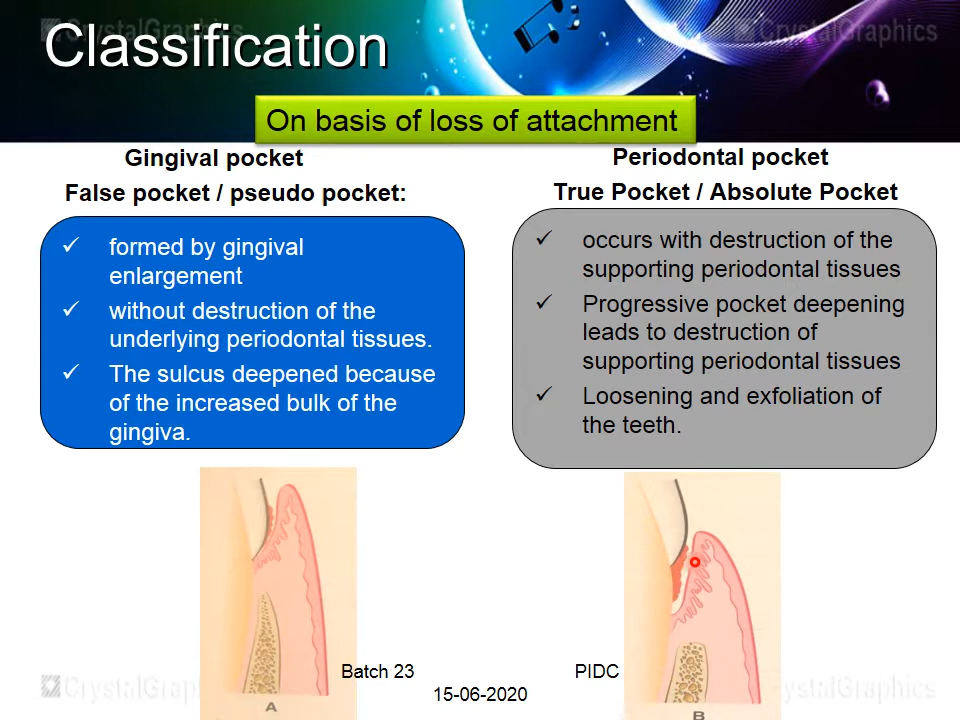 CrystalGraphics
CrystalGraphics
Classification
On basis of loss of attachment
Gingival pocket
False pocket / pseudo pocket:
✓ formed by gingival
enlargement
✓ without destruction of the
underlying periodontal tissues.
✓ The sulcus deepened because
of the increased bulk of the
gingiva.
Periodontal pocket
True Pocket / Absolute Pocket
✓ occurs with destruction of the
supporting periodontal tissues
✓ Progressive pocket deepening
leads to destruction of
supporting periodontal tissues
✓ Loosening and exfoliation of
the teeth.
A
B
Batch 23
PIDC
15-06-2020
CrystalGraphics
CrystalGraphics